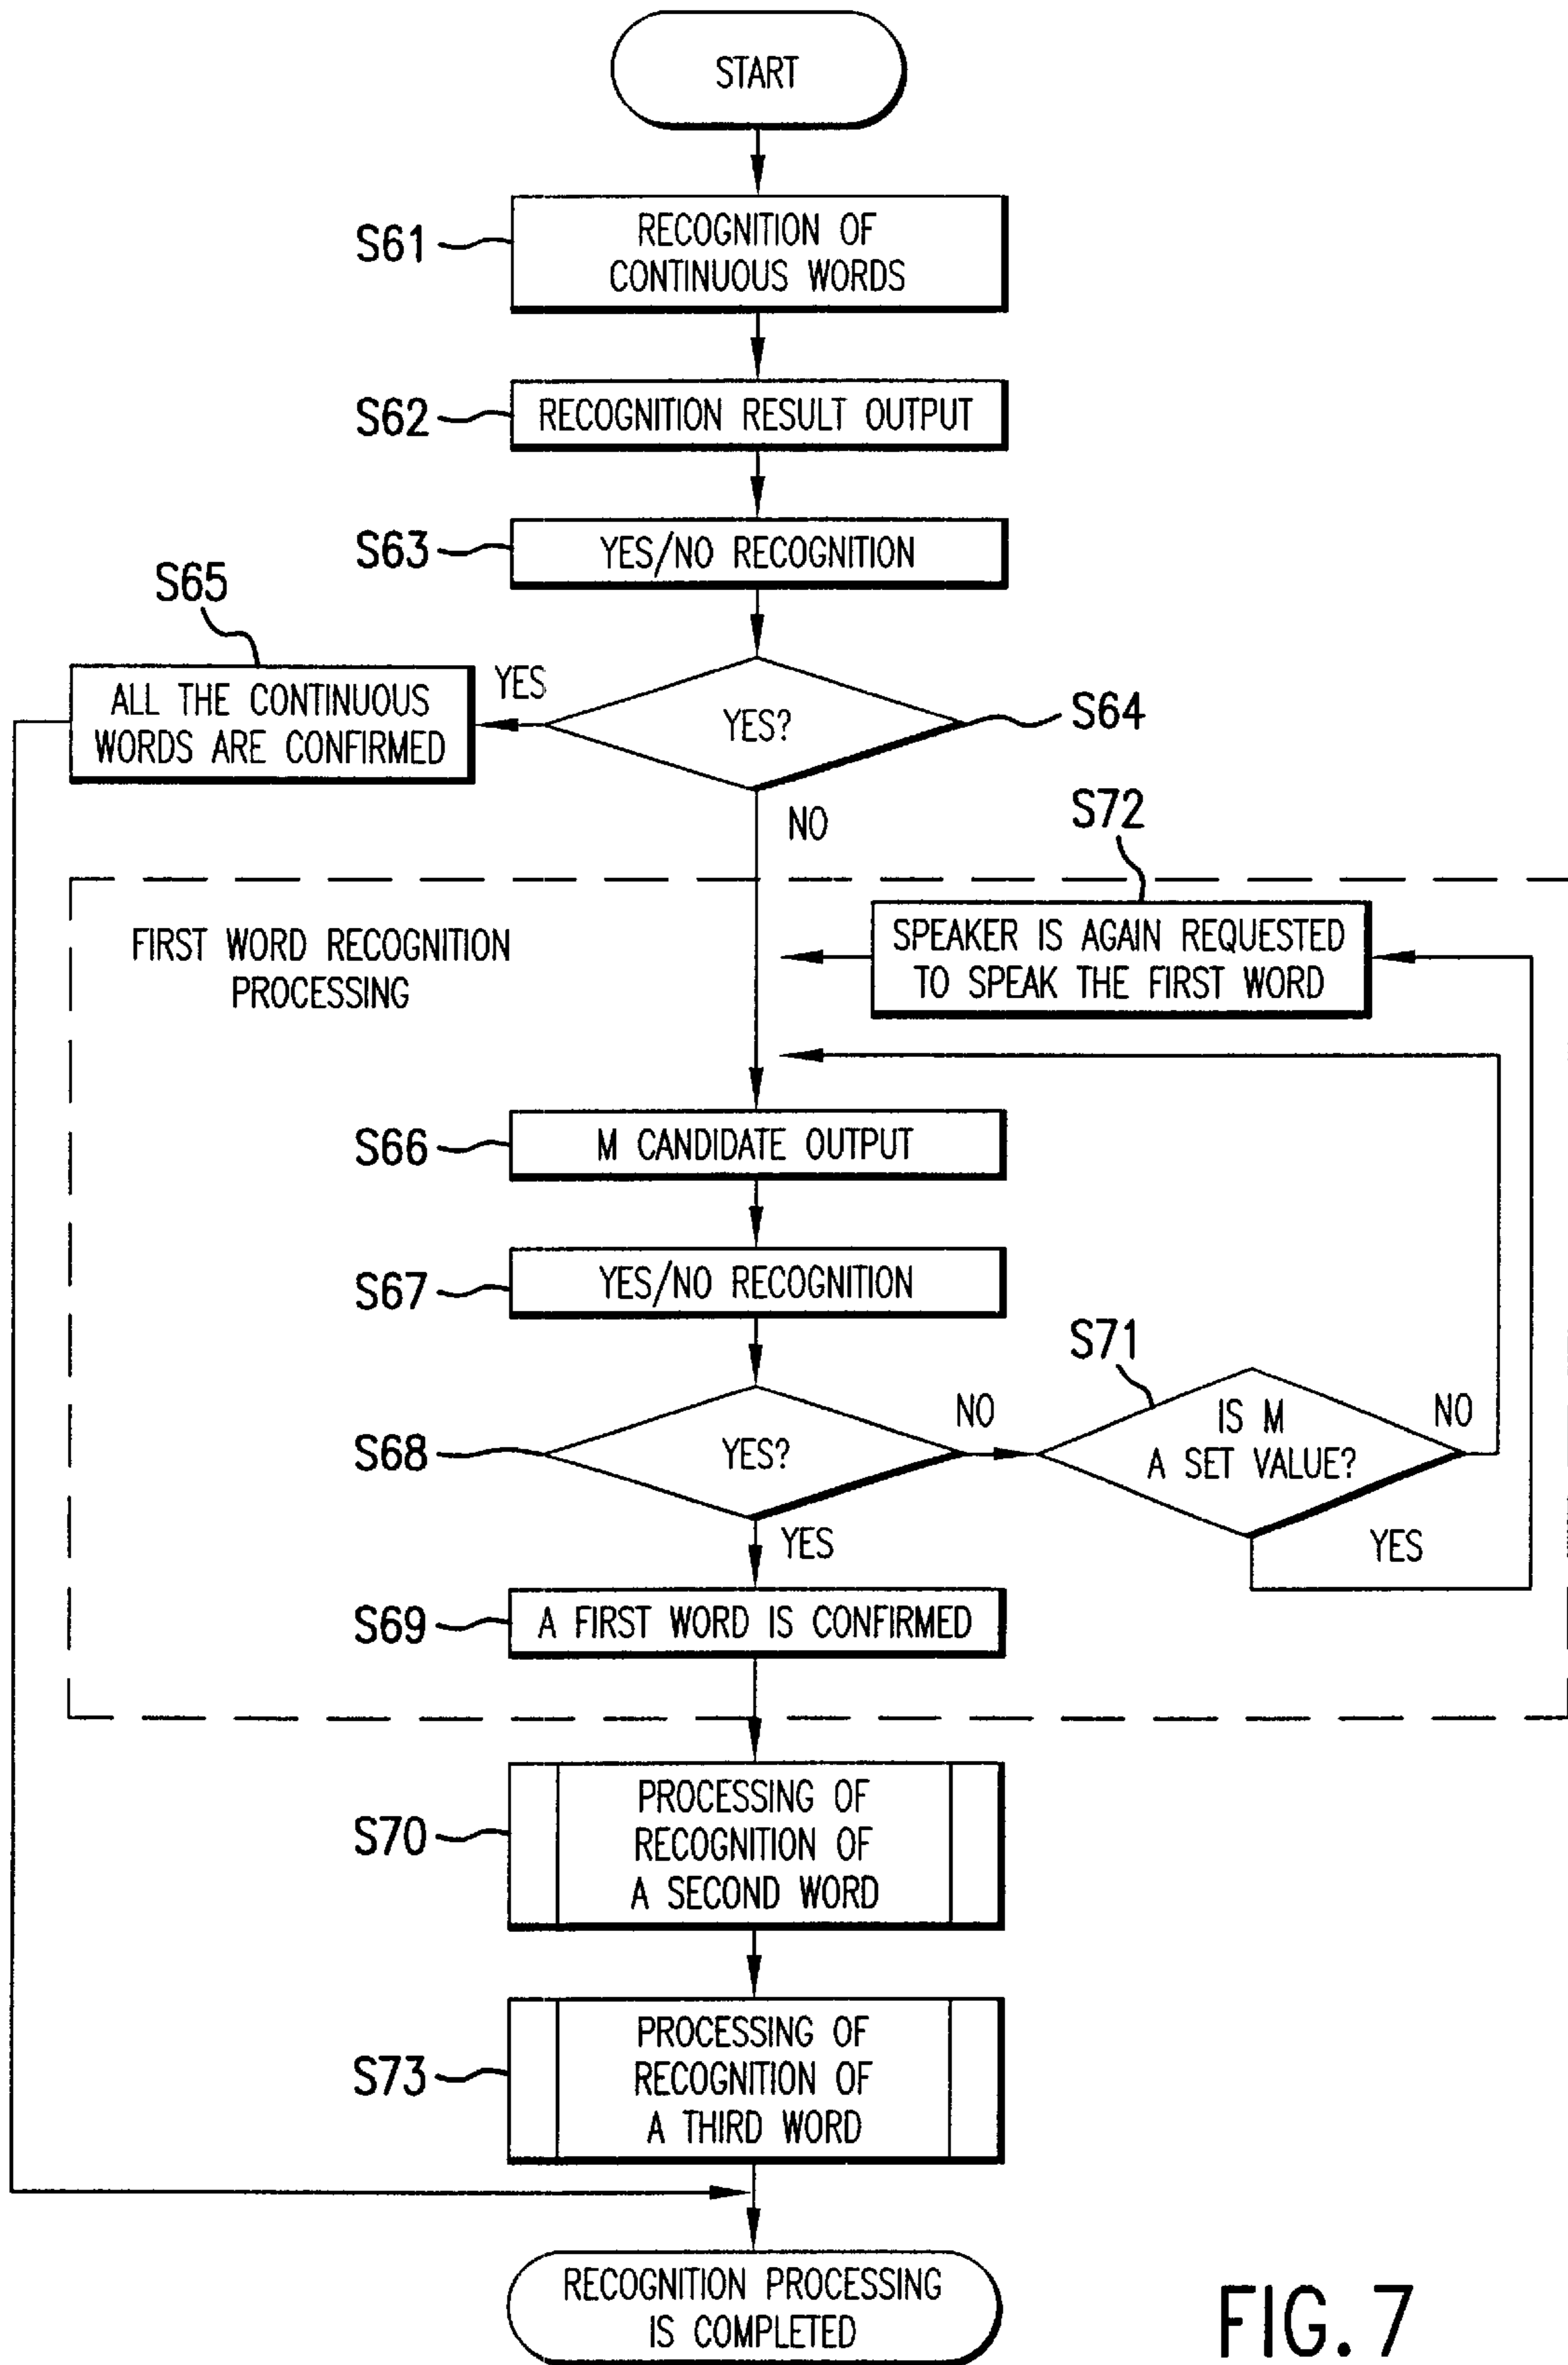 START
S61
RECOGNITION OF
CONTINUOUS WORDS
S62
RECOGNITION RESULT OUTPUT
S63
YES/NO RECOGNITION
S65
ALL THE CONTINUOUS
WORDS ARE CONFIRMED
YES
YES?
S64
NO
S72
SPEAKER IS AGAIN REQUESTED
TO SPEAK THE FIRST WORD
FIRST WORD RECOGNITION
PROCESSING
S66
M CANDIDATE OUTPUT
S67
YES/NO RECOGNITION
S68
YES?
NO
S71
IS M
A SET VALUE?
NO
YES
YES
S69
A FIRST WORD IS CONFIRMED
S70
PROCESSING OF
RECOGNITION OF
A SECOND WORD
S73
PROCESSING OF
RECOGNITION OF
A THIRD WORD
RECOGNITION PROCESSING
IS COMPLETED
FIG. 7